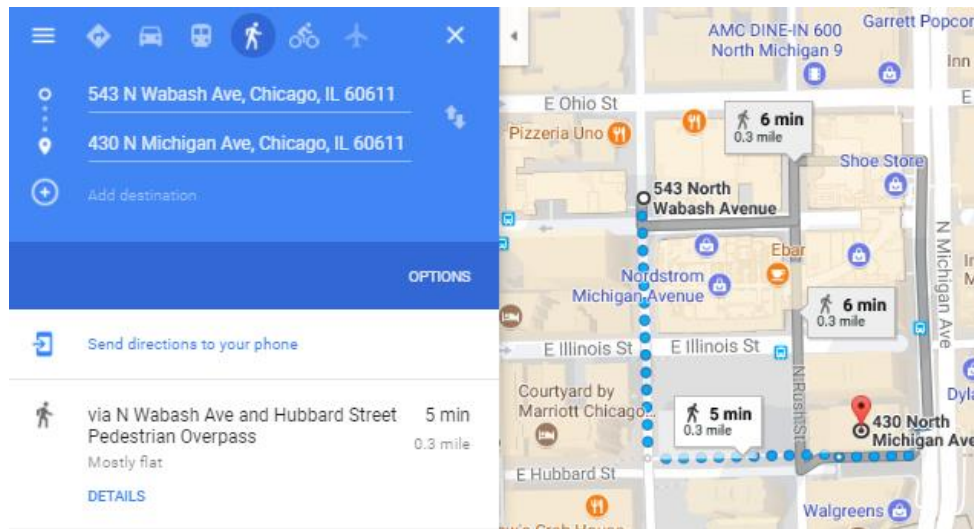 543 N Wabash Ave, Chicago, IL 60611
430 N Michigan Ave, Chicago, IL 60611
Add destination
OPTIONS
Send directions to your phone
via N Wabash Ave and Hubbard Street
5 min
Pedestrian Overpass
0.3 mile
Mostly flat
DETAILS
AMC DINE-IN 600
North Michigan 9
Garrett Popcor
Inn
E Ohio St
E
6 min
0.3 mile
Pizzeria Uno
Shoe Store
543 North
Wabash Avenue
N Michigan Ave
Ebar
Nordstrom
Michigan Avenue
6 min
0.3 mile
E Illinois St
E Illinois St
N Rush St
Courtyard by
Marriott Chicago...
5 min
0.3 mile
Dyla
430 North
Michigan Ave
E Hubbard St
Walgreens